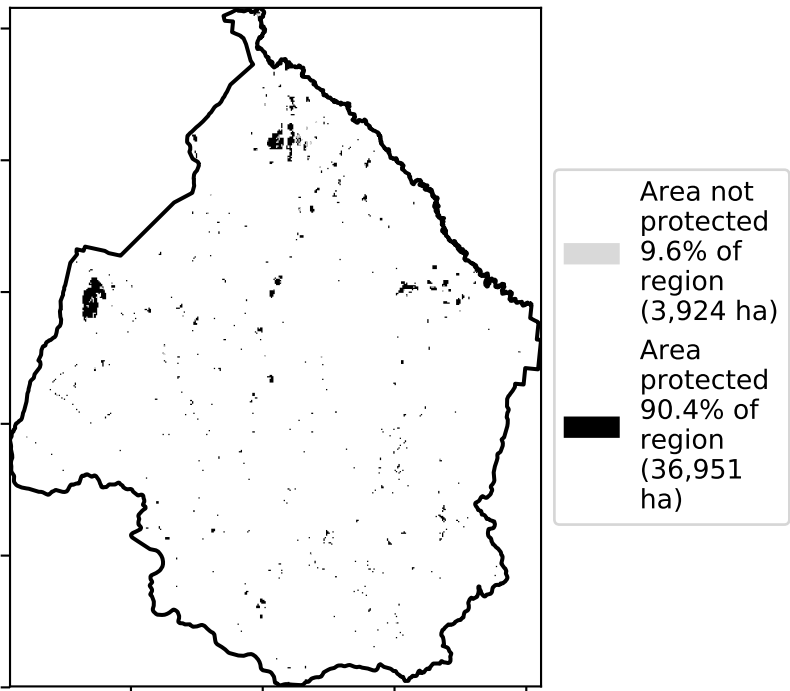 Area not
protected
9.6% of
region
(3,924 ha)
Area
protected
90.4% of
region
(36,951
ha)